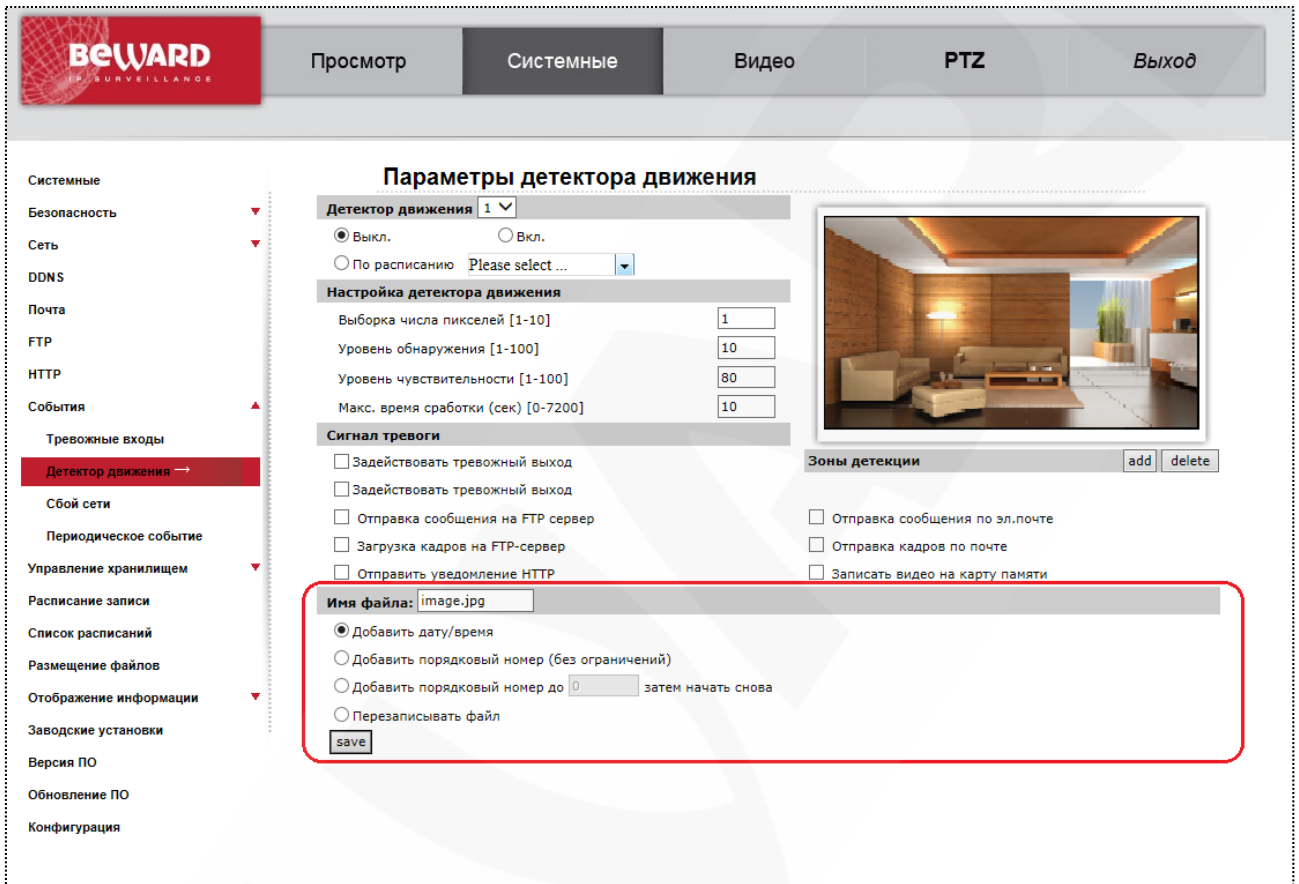 BEWARD
IP SURVEILLANCE
Просмотр
Системные
Видео
PTZ
Выход
Системные
Безопасность
Сеть
DDNS
Почта
FTP
HTTP
События
Тревожные входы
Детектор движения →
Сбой сети
Периодическое событие
Управление хранилищем
Расписание записи
Список расписаний
Размещение файлов
Отображение информации
Заводские установки
Версия ПО
Обновление ПО
Конфигурация
Параметры детектора движения
Детектор движения 1
Выкл. Вкл.
По расписанию Please select ...
Настройка детектора движения
Выборка числа пикселей [1-10] 1
Уровень обнаружения [1-100] 10
Уровень чувствительности [1-100] 80
Макс. время сработки (сек) [0-7200] 10
Сигнал тревоги
Зоны детекции add delete
Задействовать тревожный выход
Задействовать тревожный выход
Отправка сообщения на FTP сервер Отправка сообщения по эл.почте
Загрузка кадров на FTP-сервер Отправка кадров по почте
Отправить уведомление HTTP Записать видео на карту памяти
Имя файла: image.jpg
Добавить дату/время
Добавить порядковый номер (без ограничений)
Добавить порядковый номер до 0 затем начать снова
Перезаписывать файл
save